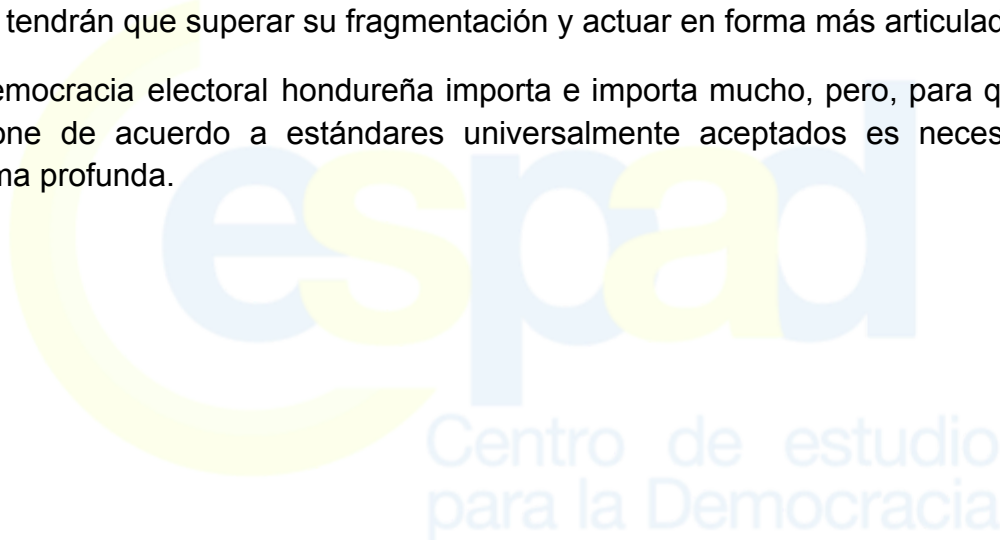 tendrán que superar su fragmentación y actuar en forma más articulad
emocracia electoral hondureña importa e importa mucho, pero, para q
one de acuerdo a estándares universalmente aceptados es neces
ma profunda.
cespad
Centro de estudio
para la Democracia